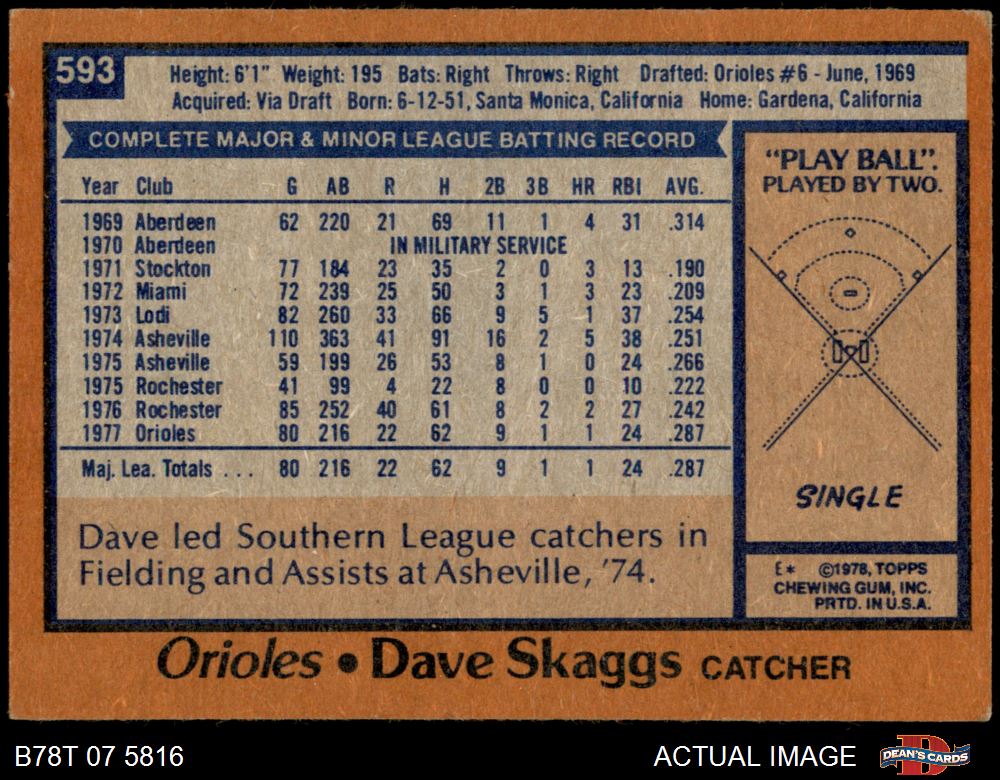 593
Height: 6'1" Weight: 195 Bats: Right Throws: Right Drafted: Orioles #6 - June, 1969
Acquired: Via Draft Born: 6-12-51, Santa Monica, California Home: Gardena, California
COMPLETE MAJOR & MINOR LEAGUE BATTING RECORD
Year Club G AB R H 2B 3B HR RBI AVG.
1969 Aberdeen 62 220 21 69 11 1 4 31 .314
1970 Aberdeen IN MILITARY SERVICE
1971 Stockton 77 184 23 35 2 0 3 13 .190
1972 Miami 72 239 25 50 3 1 3 23 .209
1973 Lodi 82 260 33 66 9 5 1 37 .254
1974 Asheville 110 363 41 91 16 2 5 38 .251
1975 Asheville 59 199 26 53 8 1 0 24 .266
1975 Rochester 41 99 4 22 8 0 0 10 .222
1976 Rochester 85 252 40 61 8 2 2 27 .242
1977 Orioles 80 216 22 62 9 1 1 24 .287
Maj. Lea. Totals . . . 80 216 22 62 9 1 1 24 .287
Dave led Southern League catchers in
Fielding and Assists at Asheville, '74.
"PLAY BALL".
PLAYED BY TWO.
SINGLE
E* ©1978, TOPPS
CHEWING GUM, INC.
PRTD. IN U.S.A.
Orioles • Dave Skaggs CATCHER
B78T 07 5816
ACTUAL IMAGE
DEAN'S CARDS